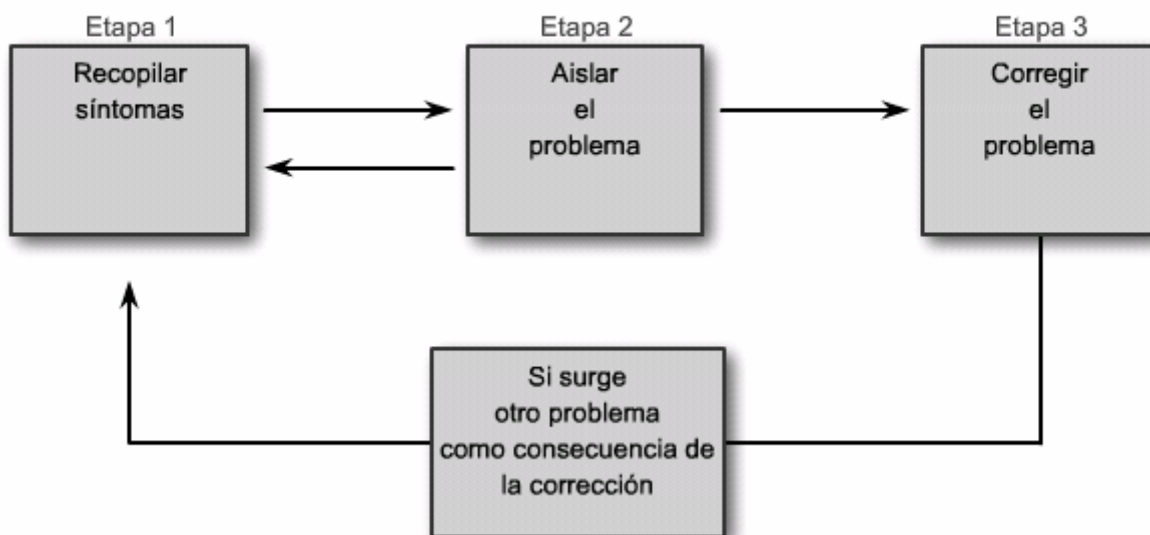 Etapa 1
Recopilar
síntomas
Etapa 2
Aislar
el
problema
Etapa 3
Corregir
el
problema
Si surge
otro problema
como consecuencia de
la corrección